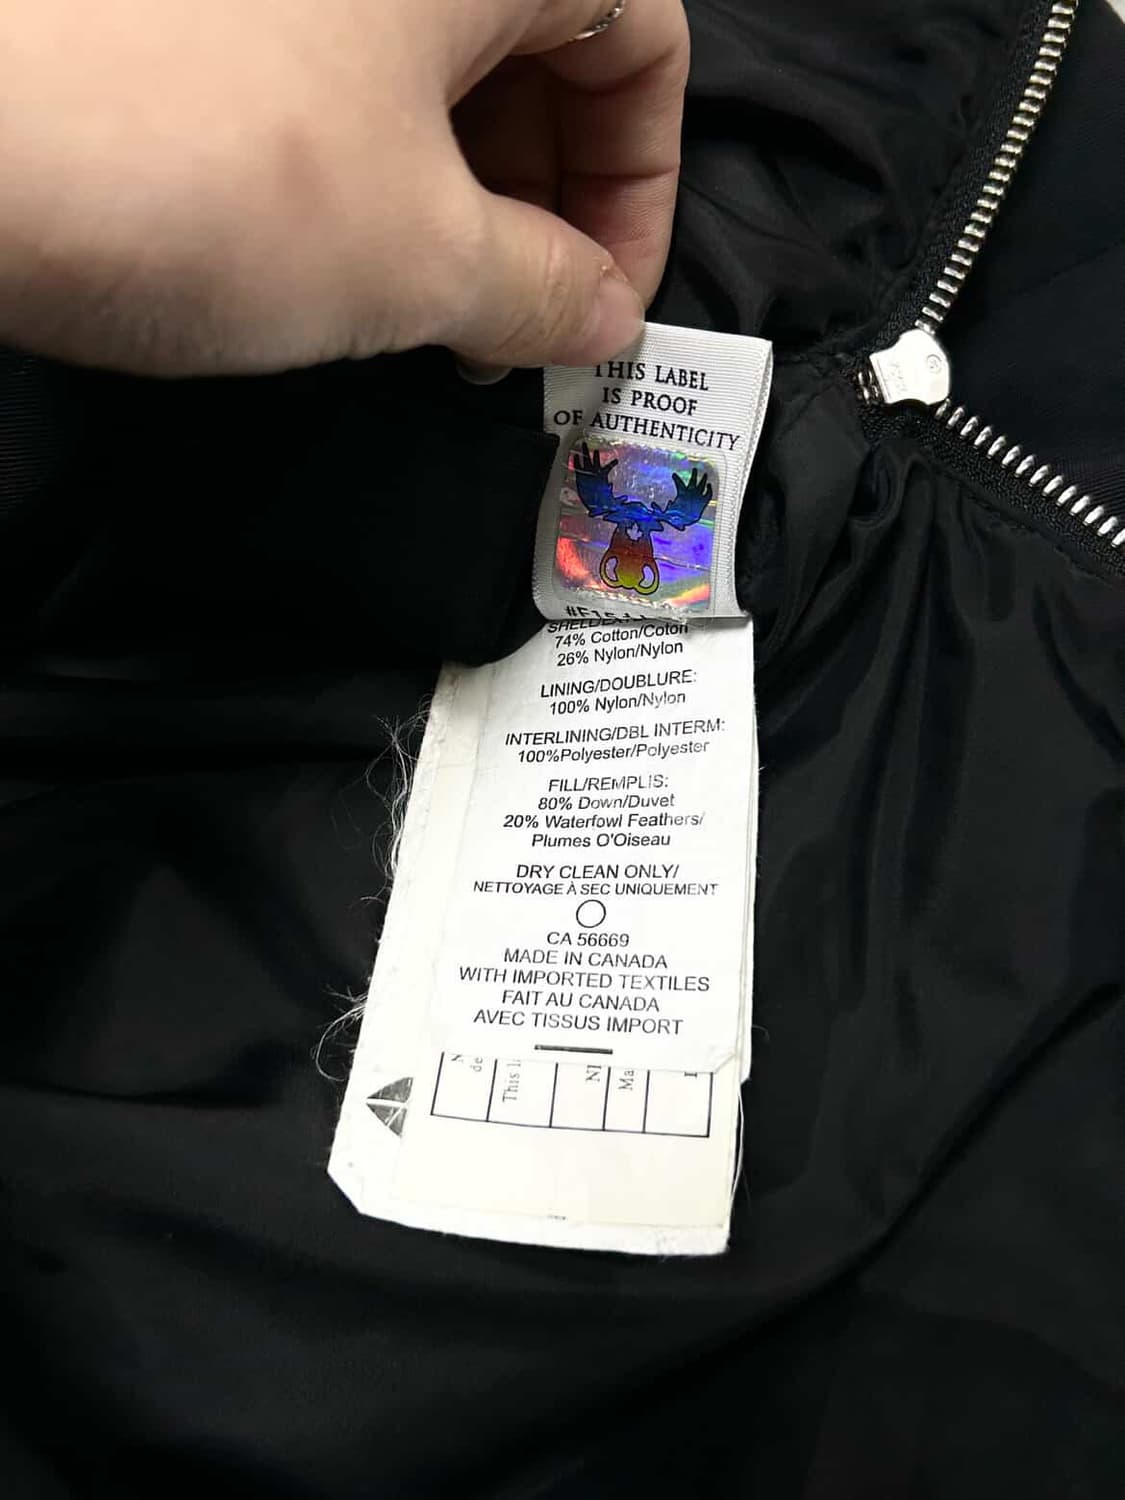 THIS LABEL
IS PROOF
OF AUTHENTICITY
74% Cotton/Coton
26% Nylon/Nylon
LINING/DOUBLURE:
100% Nylon/Nylon
INTERLINING/DBL INTERM:
100%Polyester/Polyester
FILL/REMPLIS:
80% Down/Duvet
20% Waterfowl Feathers/
Plumes O'Oiseau
DRY CLEAN ONLY/
NETTOYAGE À SEC UNIQUEMENT
CA 56669
MADE IN CANADA
WITH IMPORTED TEXTILES
FAIT AU CANADA
AVEC TISSUS IMPORT
de
This